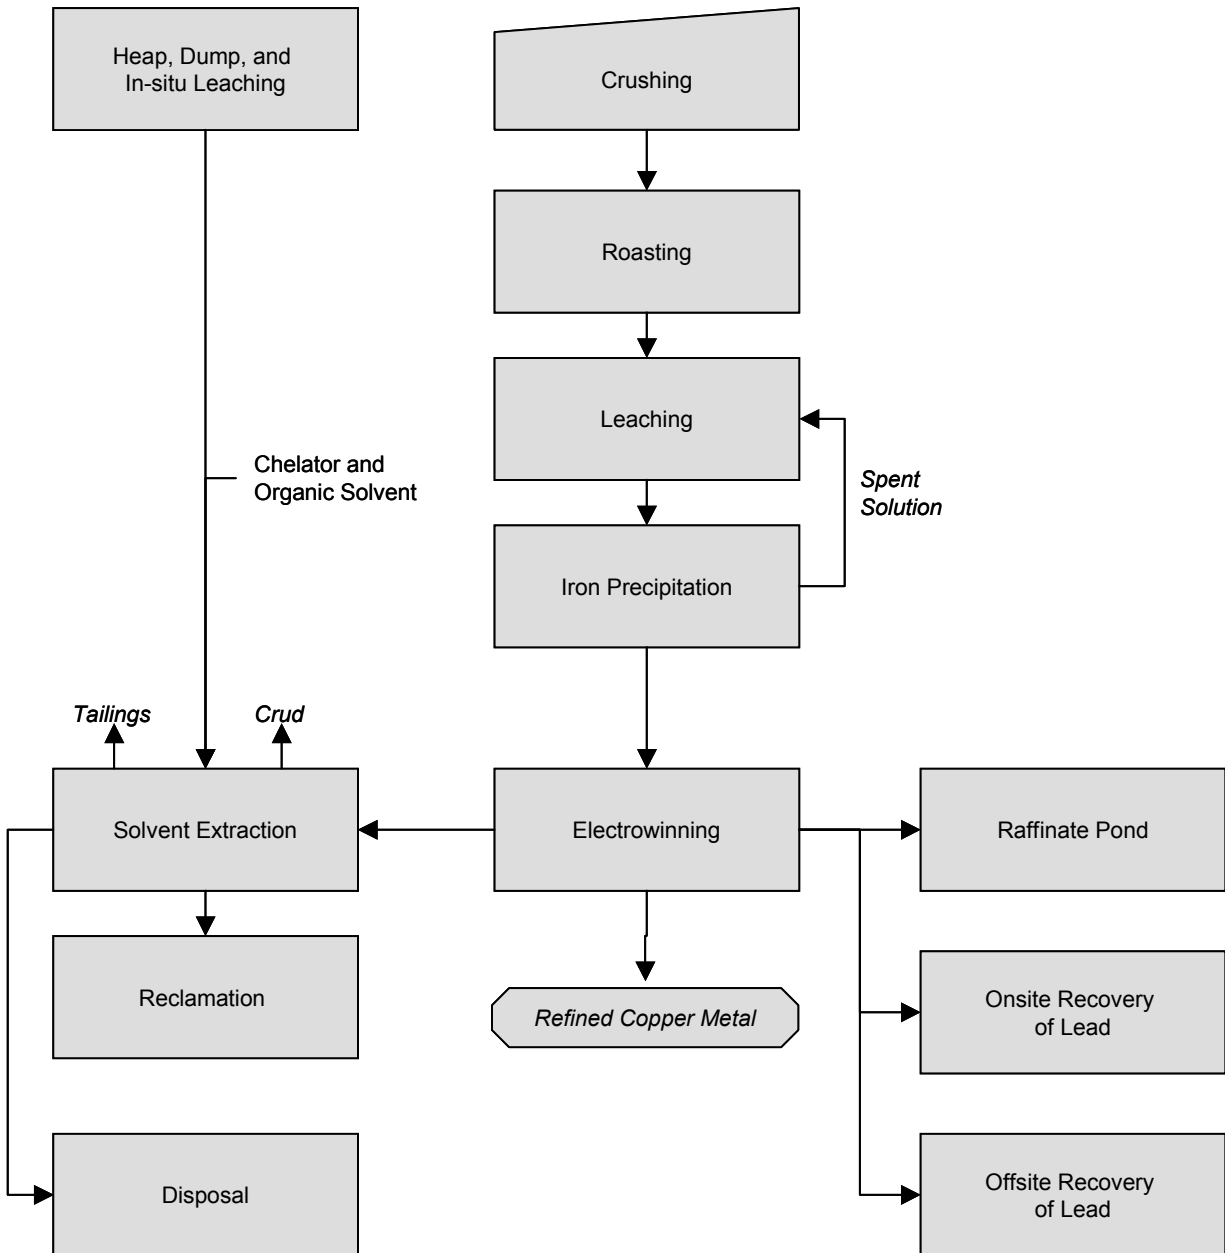 Heap, Dump, and
In-situ Leaching
Crushing
Roasting
Leaching
Chelator and
Organic Solvent
Spent
Solution
Iron Precipitation
Tailings
Crud
Solvent Extraction
Electrowinning
Raffinate Pond
Reclamation
Refined Copper Metal
Onsite Recovery
of Lead
Disposal
Offsite Recovery
of Lead